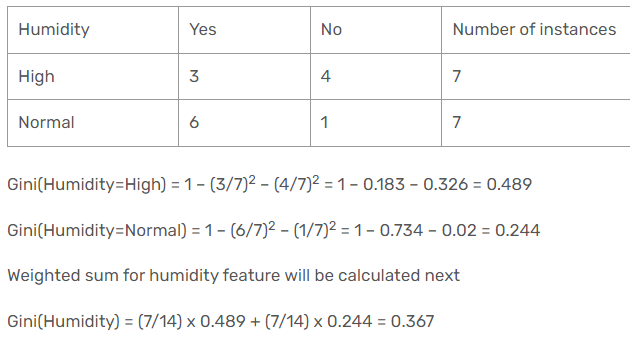 Humidity Yes No Number of instances
High 3 4 7
Normal 6 1 7
Gini(Humidity=High) = 1 – (3/7)² – (4/7)² = 1 – 0.183 – 0.326 = 0.489
Gini(Humidity=Normal) = 1 – (6/7)² – (1/7)² = 1 – 0.734 – 0.02 = 0.244
Weighted sum for humidity feature will be calculated next
Gini(Humidity) = (7/14) x 0.489 + (7/14) x 0.244 = 0.367